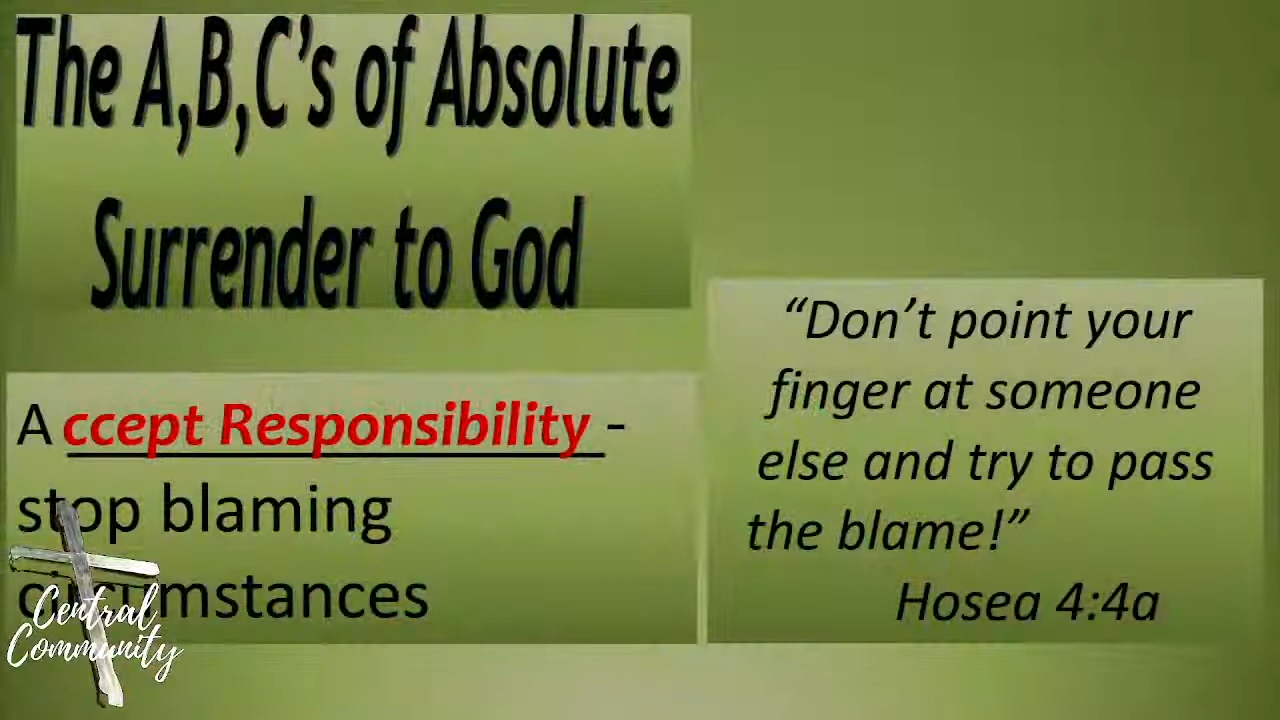 The A,B,C’s of Absolute
Surrender to God
A ccept Responsibility -
stop blaming
circumstances
“Don’t point your
finger at someone
else and try to pass
the blame!”
Hosea 4:4a
Central
Community